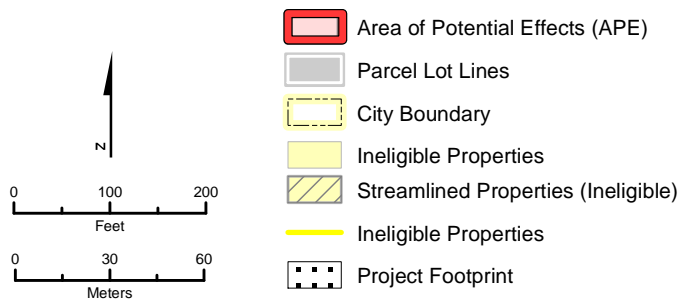 Area of Potential Effects (APE)
Parcel Lot Lines
City Boundary
Ineligible Properties
Streamlined Properties (Ineligible)
Ineligible Properties
Project Footprint
N
0 100 200
Feet
0 30 60
Meters